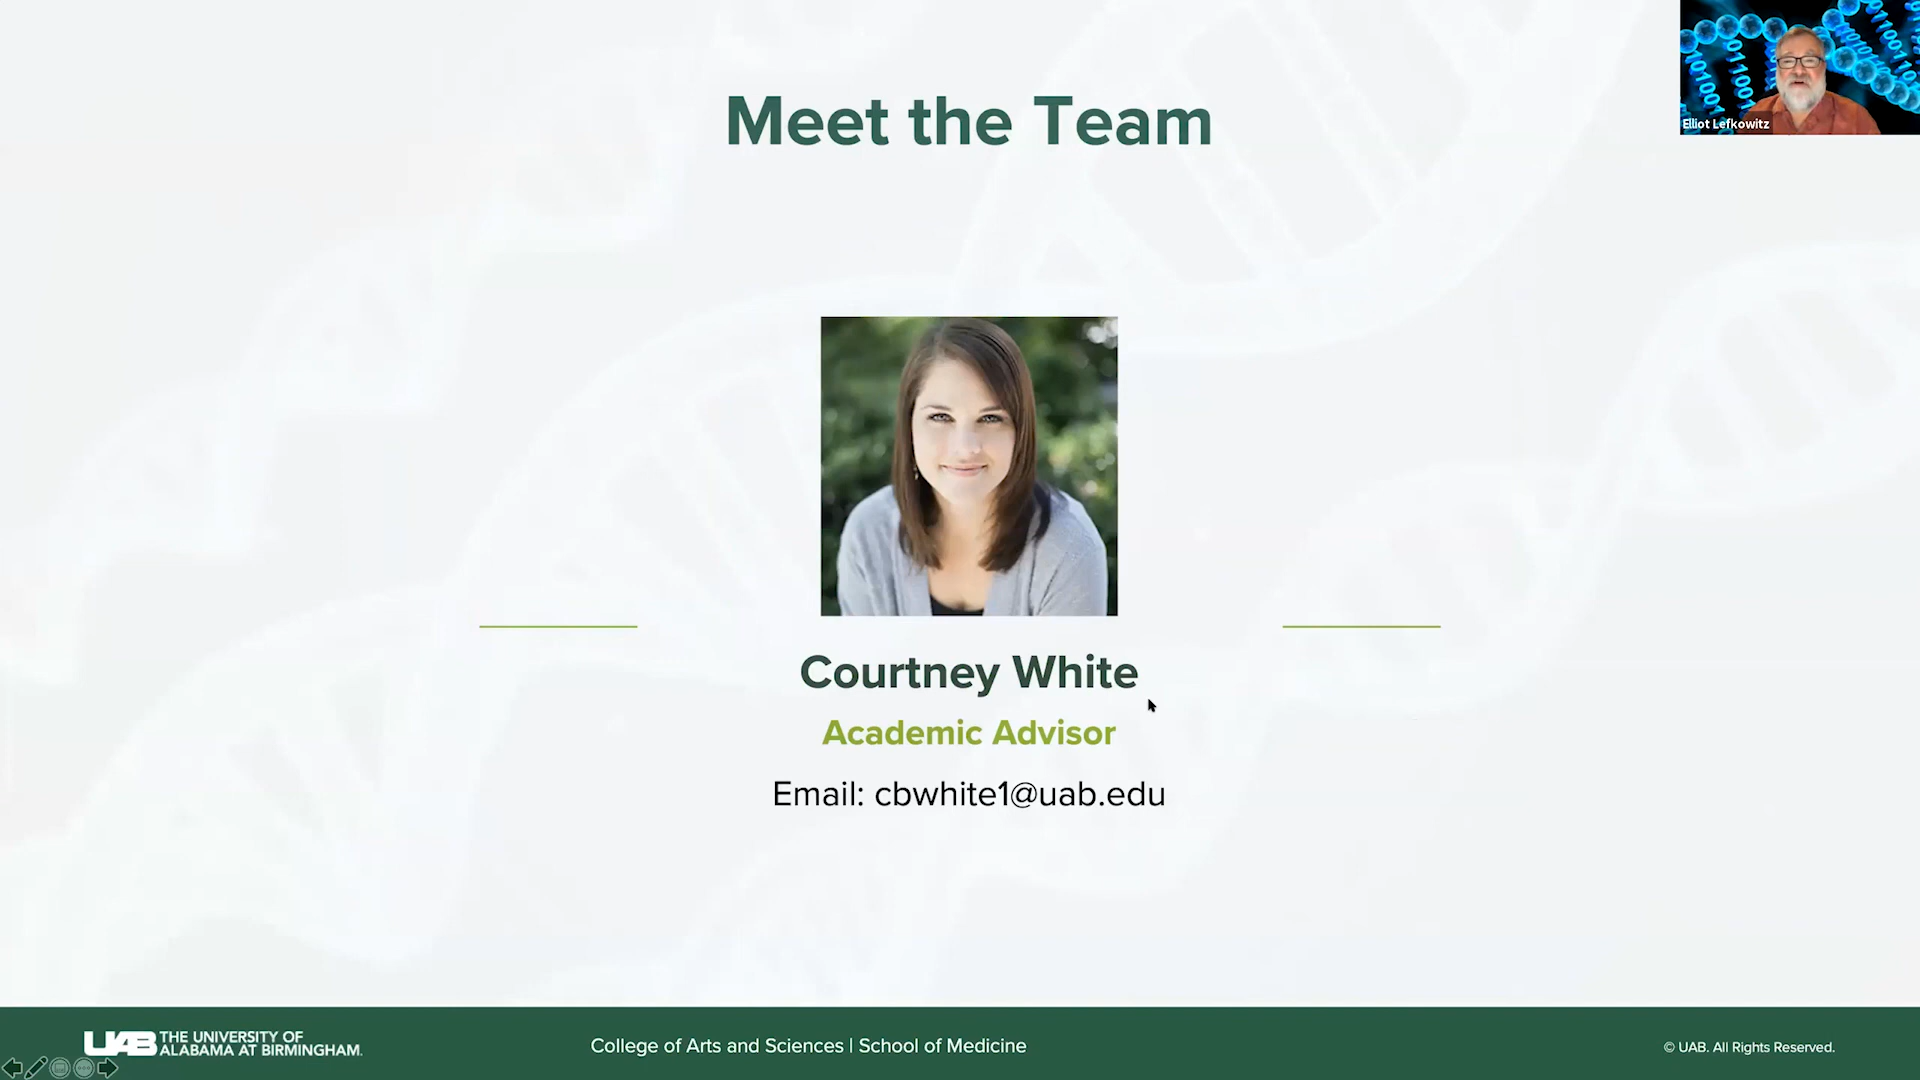 Meet the Team
Elliot Lefkowitz
Courtney White
Academic Advisor
Email: cbwhite1@uab.edu
UAB THE UNIVERSITY OF
ALABAMA AT BIRMINGHAM.
College of Arts and Sciences | School of Medicine
© UAB. All Rights Reserved.